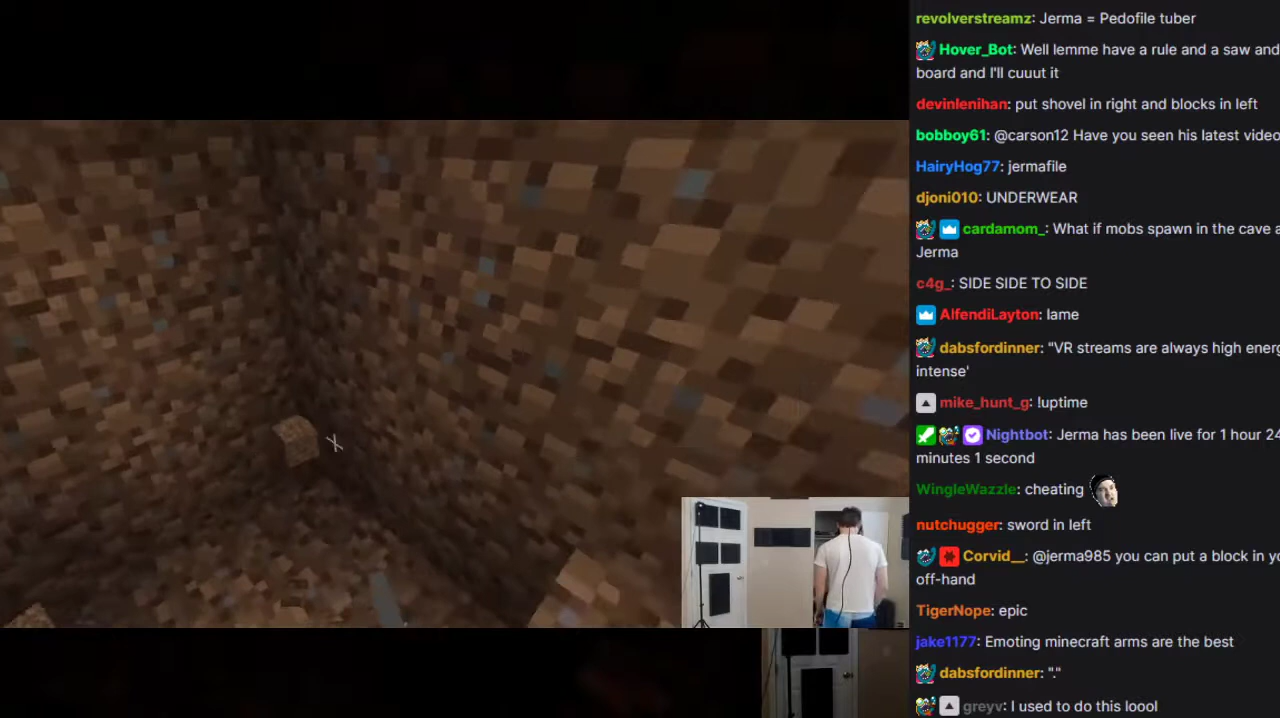 revolverstreamz: Jerma = Pedofile tuber
Hover_Bot: Well lemme have a rule and a saw and
board and I'll cuuut it
devinlenihan: put shovel in right and blocks in left
bobboy61: @carson12 Have you seen his latest video
HairyHog77: jermafile
djoni010: UNDERWEAR
cardamom_: What if mobs spawn in the cave a
Jerma
c4g_: SIDE SIDE TO SIDE
AlfendiLayton: lame
dabsfordinner: "VR streams are always high energ
intense'
mike_hunt_g: !uptime
Nightbot: Jerma has been live for 1 hour 24
minutes 1 second
WingleWazzle: cheating
nutchugger: sword in left
Corvid__: @jerma985 you can put a block in yo
off-hand
TigerNope: epic
jake1177: Emoting minecraft arms are the best
dabsfordinner: "."
greyv: I used to do this loool